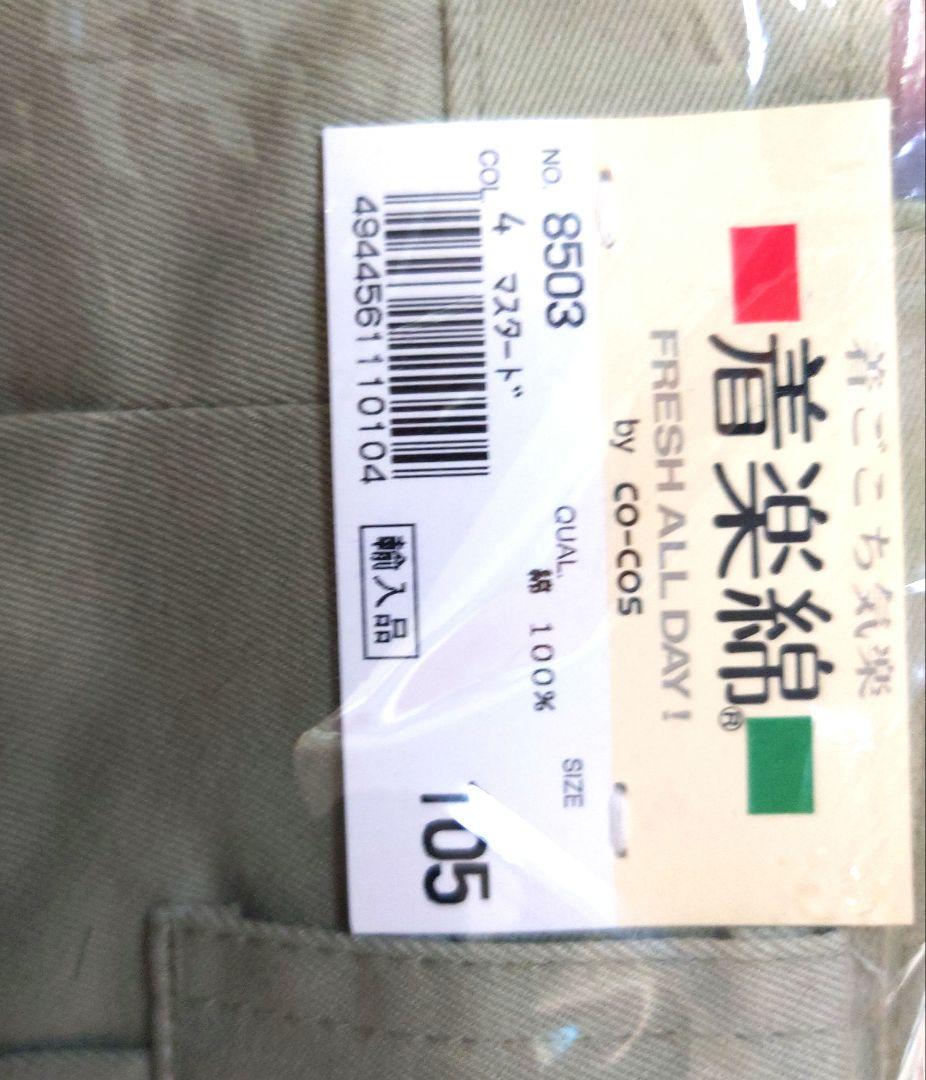 着ごこち気楽
着楽綿®
FRESH ALL DAY!
by CO-COS
NO. 8503
QUAL.
綿 100%
SIZE
105
COL.
4 マスタード
4944561110104
輸入品